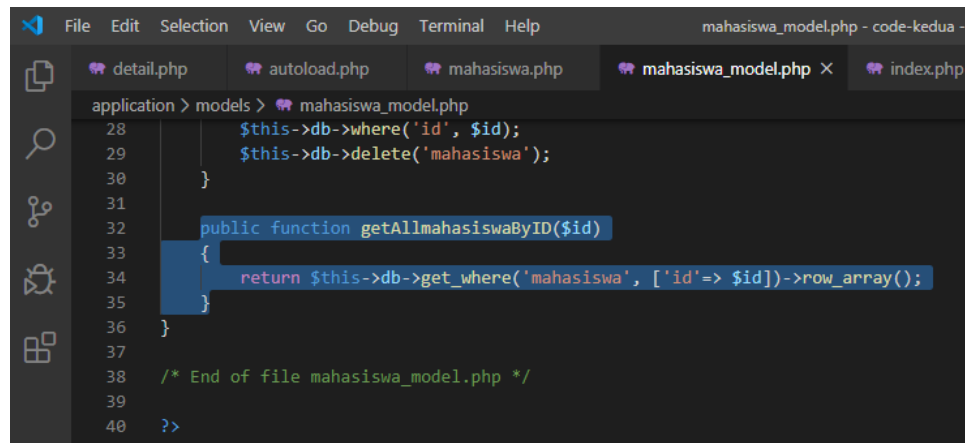 File Edit Selection View Go Debug Terminal Help mahasiswa_model.php - code-kedua -
detail.php autoload.php mahasiswa.php mahasiswa_model.php × index.php
application > models > mahasiswa_model.php
28 $this->db->where('id', $id);
29 $this->db->delete('mahasiswa');
30 }
31
32 public function getAllmahasiswaByID($id)
33 {
34 return $this->db->get_where('mahasiswa', ['id'=> $id])->row_array();
35 }
36 }
37
38 /* End of file mahasiswa_model.php */
39
40 ?>